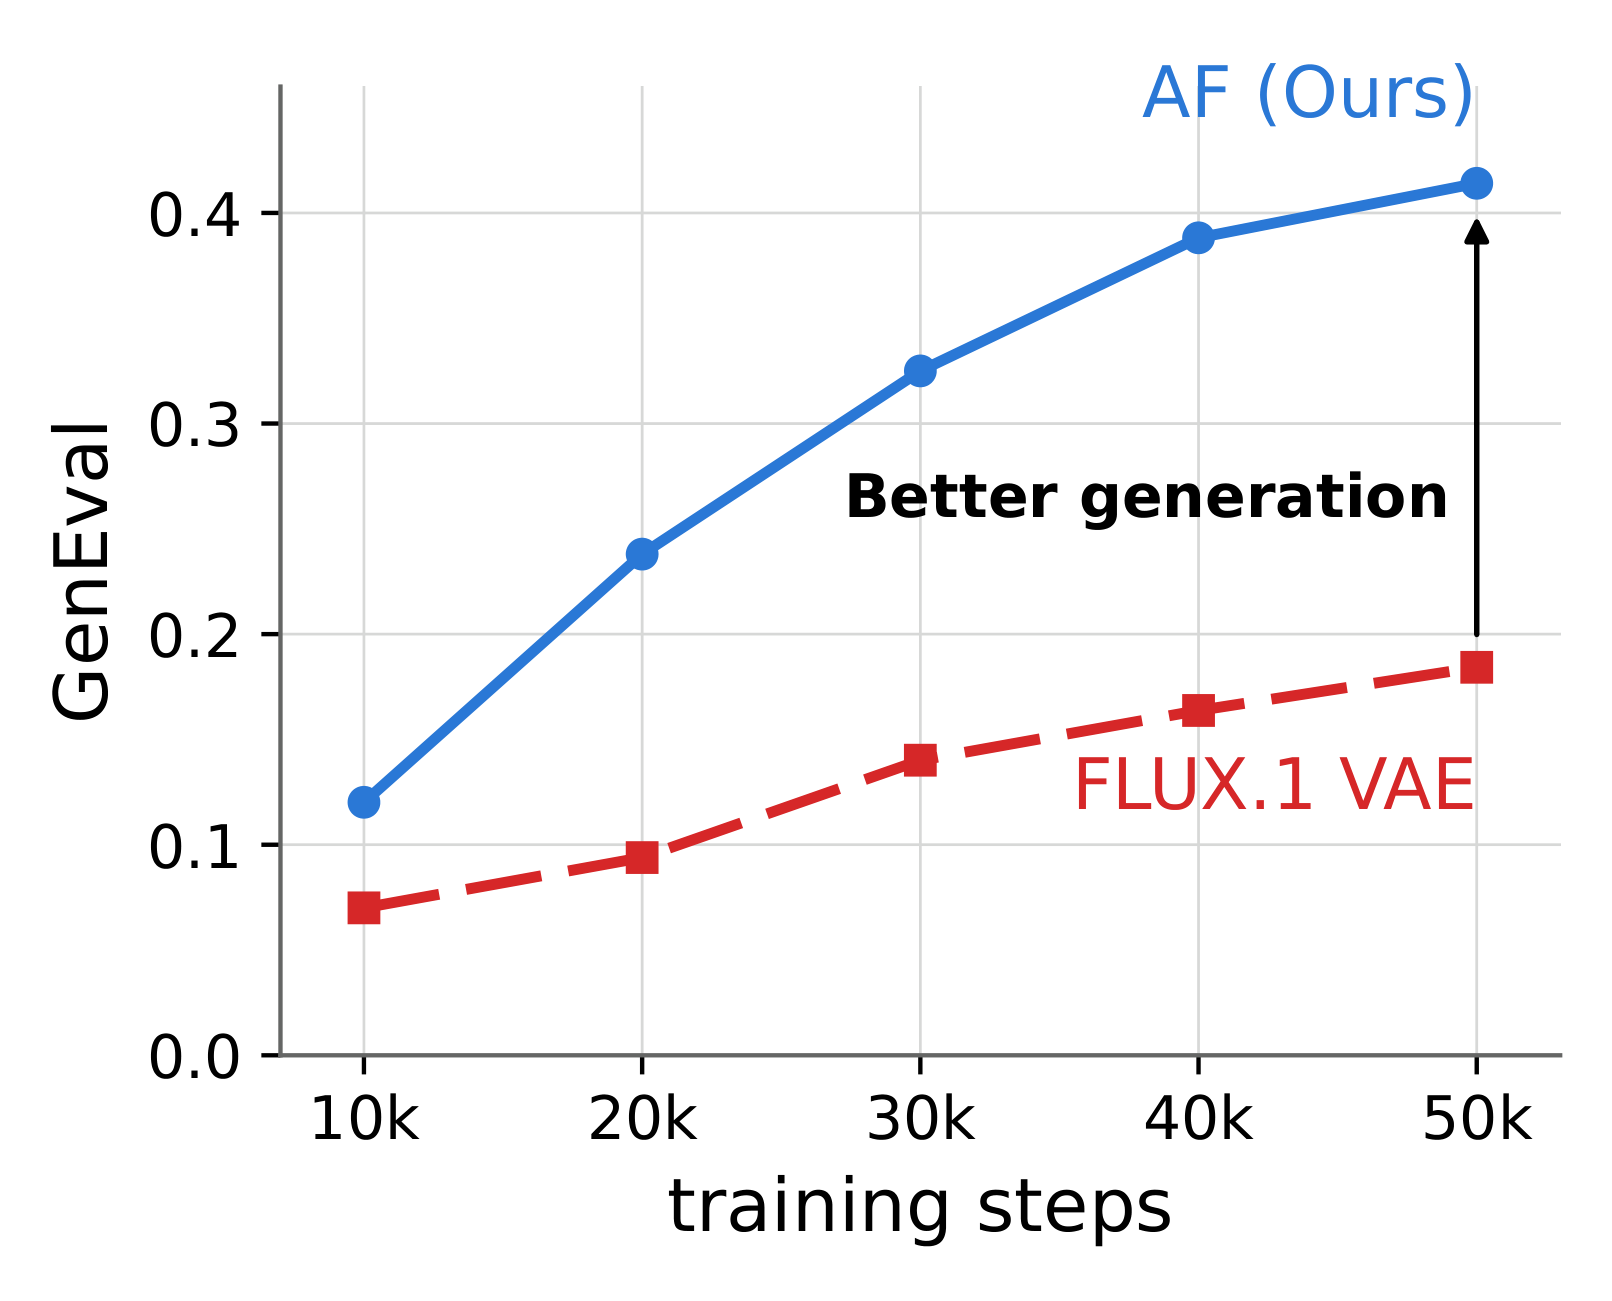 AF (Ours)
0.4
0.3
Better generation
0.2
FLUX.1 VAE
0.1
0.0
GenEval
10k 20k 30k 40k 50k
training steps